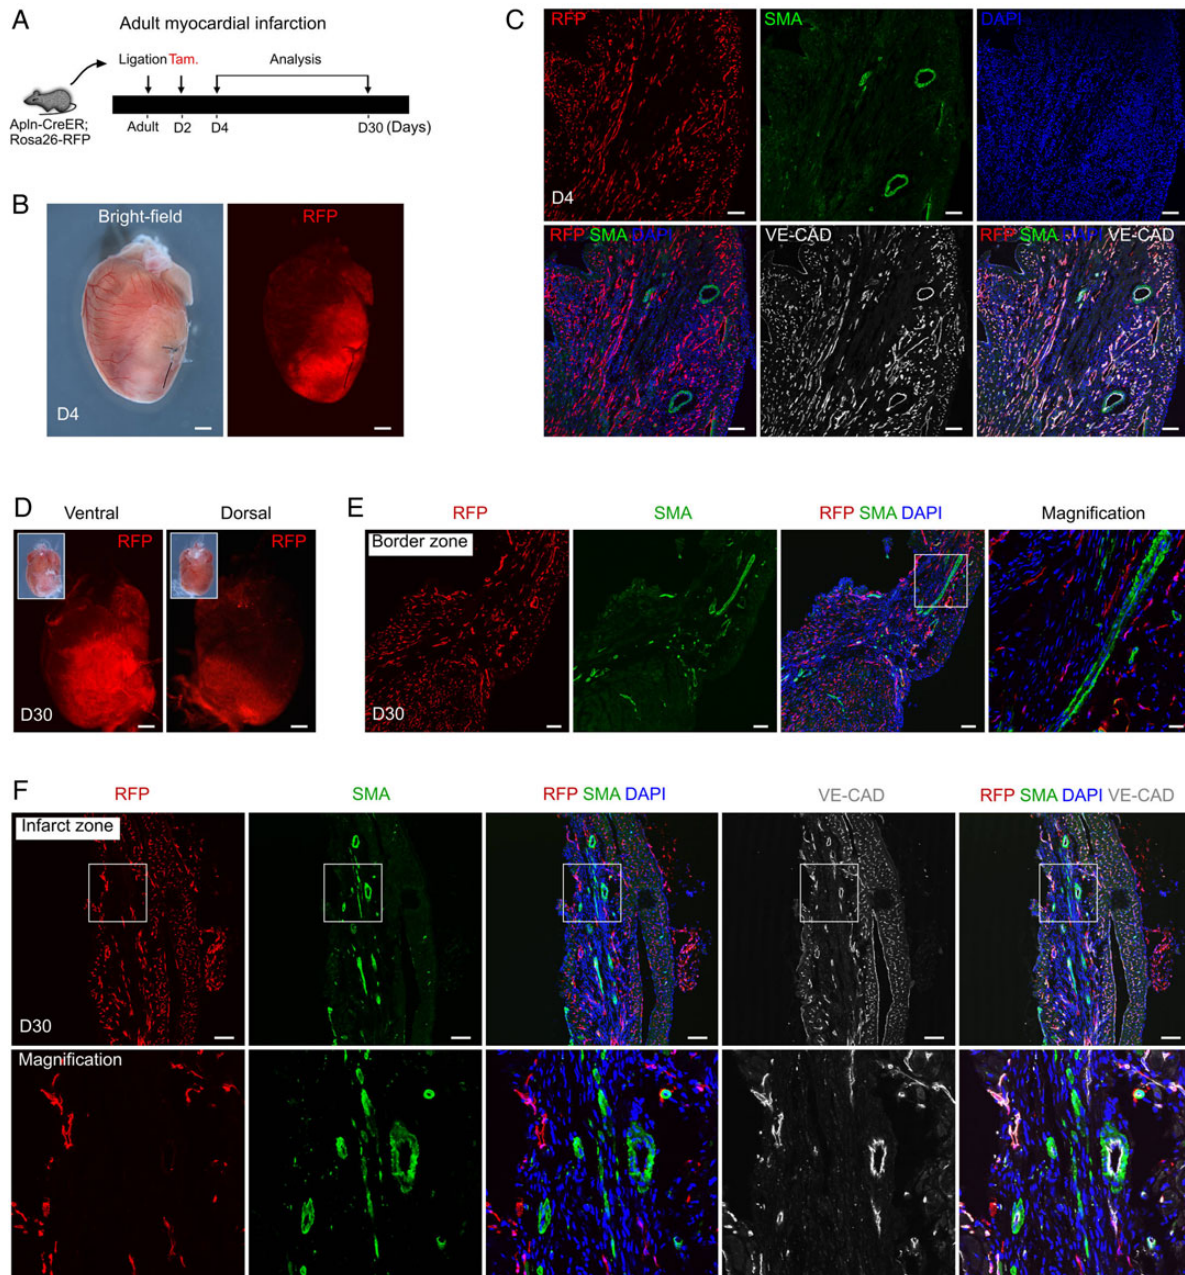 A
Adult myocardial infarction
Ligation Tam. Analysis
Apln-CreER;
Rosa26-RFP
Adult D2 D4 D30 (Days)
B
Bright-field RFP
D4
C
RFP SMA DAPI
D4
RFP SMA DAPI VE-CAD RFP SMA DAPI VE-CAD
D
Ventral Dorsal
RFP RFP
D30
E
RFP SMA RFP SMA DAPI Magnification
Border zone
D30
F
RFP SMA RFP SMA DAPI VE-CAD RFP SMA DAPI VE-CAD
Infarct zone
D30
Magnification